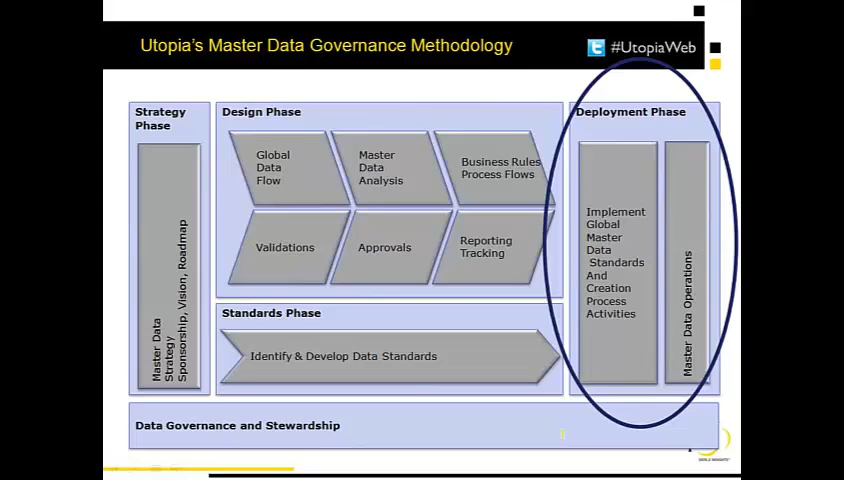 Utopia's Master Data Governance Methodology
#UtopiaWeb
Strategy
Phase
Master Data
Strategy
Sponsorship, Vision, Roadmap
Design Phase
Global
Data
Flow
Master
Data
Analysis
Business Rules
Process Flows
Validations
Approvals
Reporting
Tracking
Standards Phase
Identify & Develop Data Standards
Deployment Phase
Implement
Global
Master
Data
Standards
And
Creation
Process
Activities
Master Data Operations
Data Governance and Stewardship